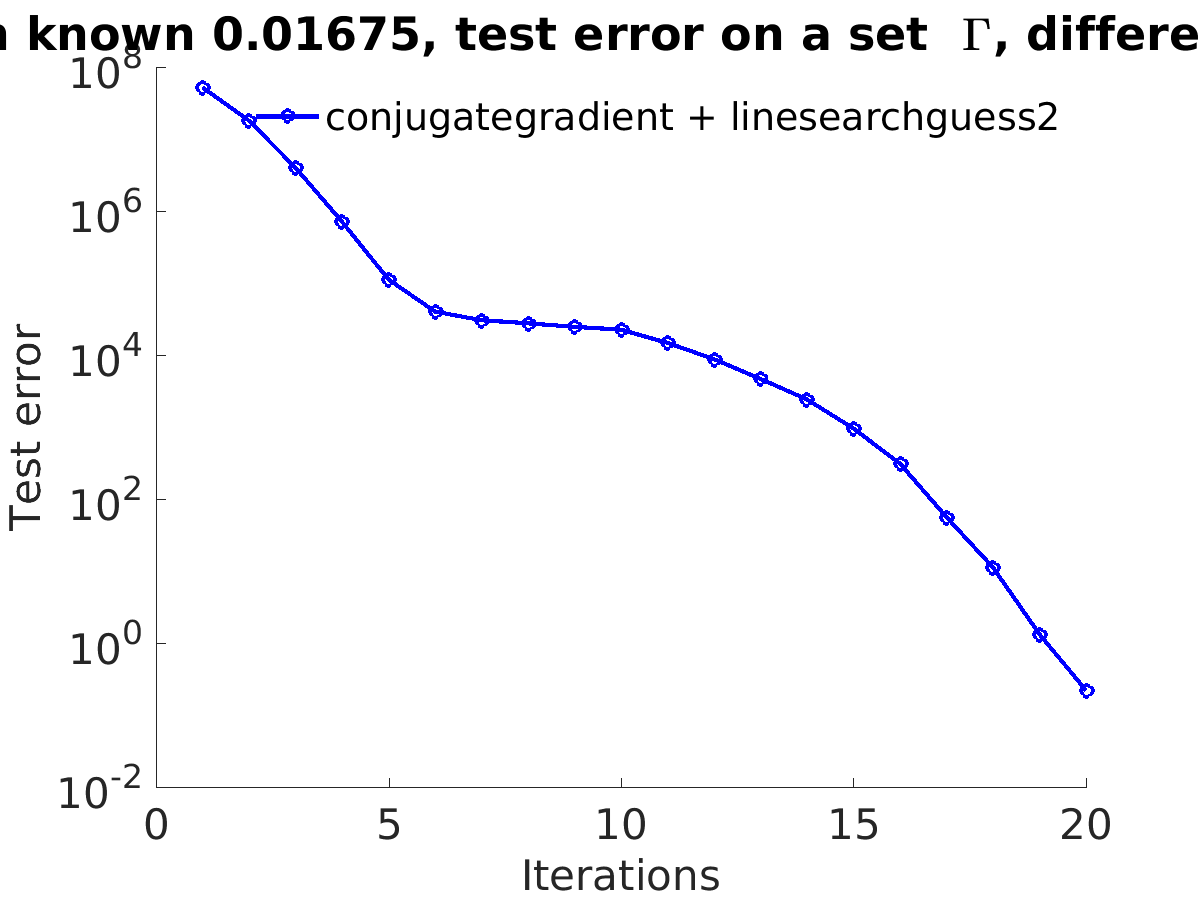 n known 0.01675, test error on a set Γ, differe
10^8
conjugategradient + linesearchguess2
10^6
10^4
10^2
10^0
10^-2
Test error
0 5 10 15 20
Iterations